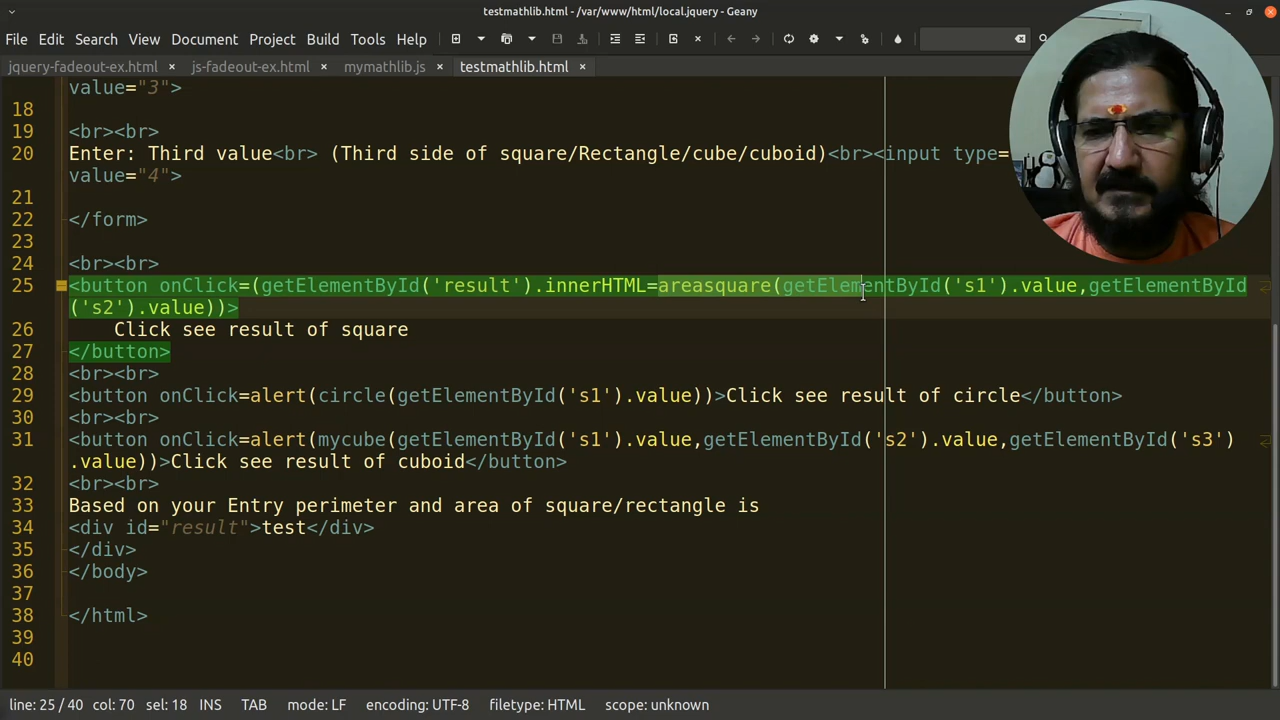 testmathlib.html - /var/www/html/local.jquery - Geany
File Edit Search View Document Project Build Tools Help
jquery-fadeout-ex.html × js-fadeout-ex.html × mymathlib.js × testmathlib.html ×
value="3">
18
19 <br><br>
20 Enter: Third value<br> (Third side of square/Rectangle/cube/cuboid)<br><input type=
value="4">
21
22 </form>
23
24 <br><br>
25 <button onClick=(getElementById('result').innerHTML=areasquare(getElementById('s1').value,getElementById
('s2').value))>
26 Click see result of square
27 </button>
28 <br><br>
29 <button onClick=alert(circle(getElementById('s1').value))>Click see result of circle</button>
30 <br><br>
31 <button onClick=alert(mycube(getElementById('s1').value,getElementById('s2').value,getElementById('s3')
.value))>Click see result of cuboid</button>
32 <br><br>
33 Based on your Entry perimeter and area of square/rectangle is
34 <div id="result">test</div>
35 </div>
36 </body>
37
38 </html>
39
40
line: 25 / 40 col: 70 sel: 18 INS TAB mode: LF encoding: UTF-8 filetype: HTML scope: unknown